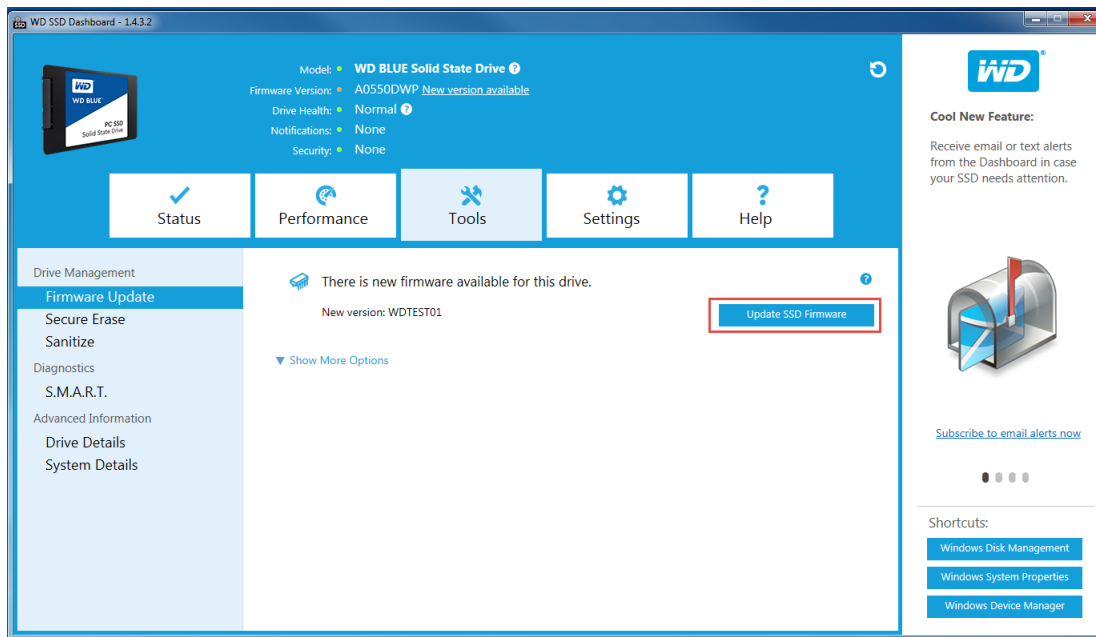 WD SSD Dashboard - 1.4.3.2
WD
WD BLUE
PC SSD
Solid State Drive
Model: WD BLUE Solid State Drive ?
Firmware Version: A0550DWP New version available
Drive Health: Normal ?
Notifications: None
Security: None
Status
Performance
Tools
Settings
? Help
Drive Management
Firmware Update
Secure Erase
Sanitize
Diagnostics
S.M.A.R.T.
Advanced Information
Drive Details
System Details
There is new firmware available for this drive.
?
New version: WDTEST01
Update SSD Firmware
Show More Options
WD®
Cool New Feature:
Receive email or text alerts
from the Dashboard in case
your SSD needs attention.
Subscribe to email alerts now
Shortcuts:
Windows Disk Management
Windows System Properties
Windows Device Manager